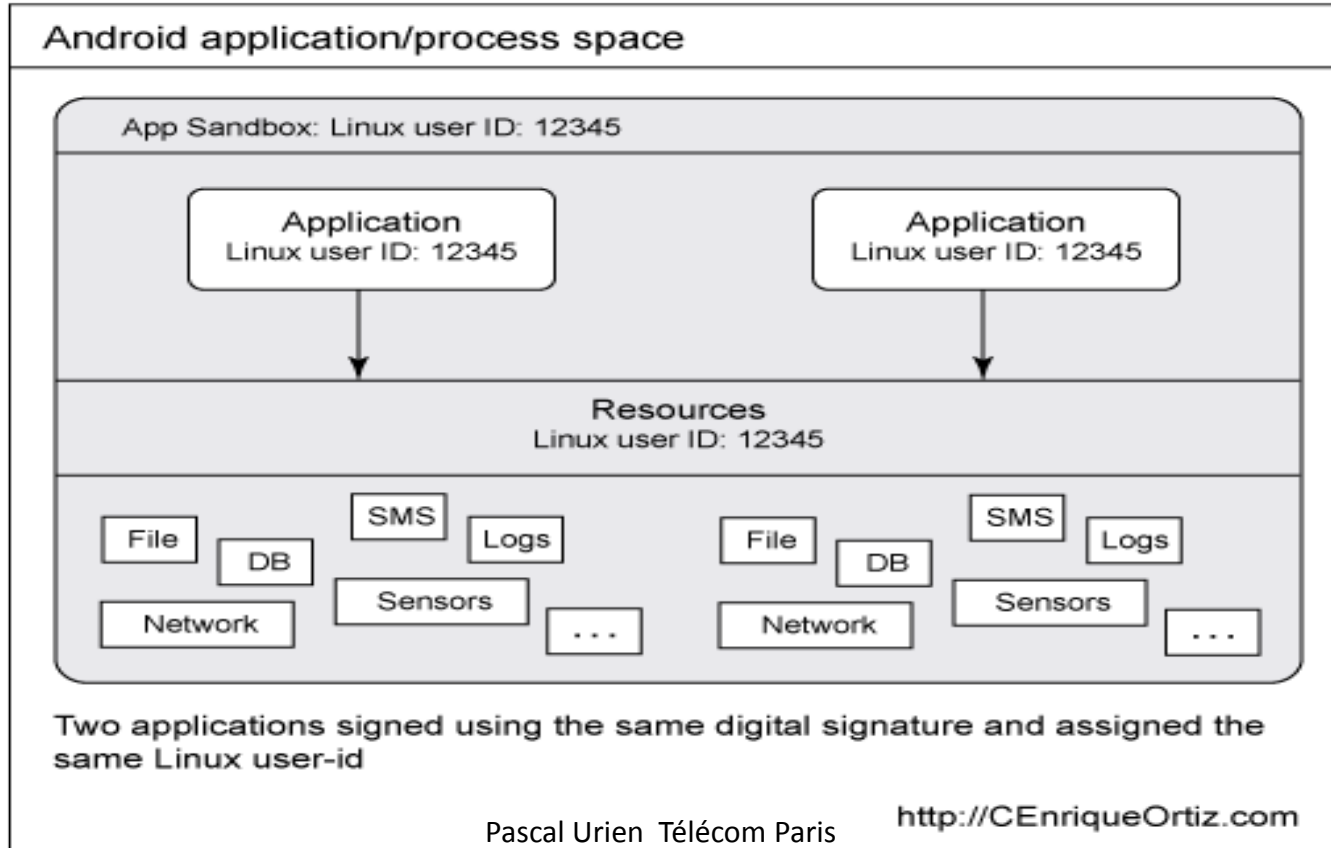 Android application/process space
App Sandbox: Linux user ID: 12345
Application
Linux user ID: 12345
Application
Linux user ID: 12345
Resources
Linux user ID: 12345
File
DB
SMS
Logs
Network
Sensors
...
File
DB
SMS
Logs
Network
Sensors
...
Two applications signed using the same digital signature and assigned the
same Linux user-id
http://CEnriqueOrtiz.com
Pascal Urien Télécom Paris